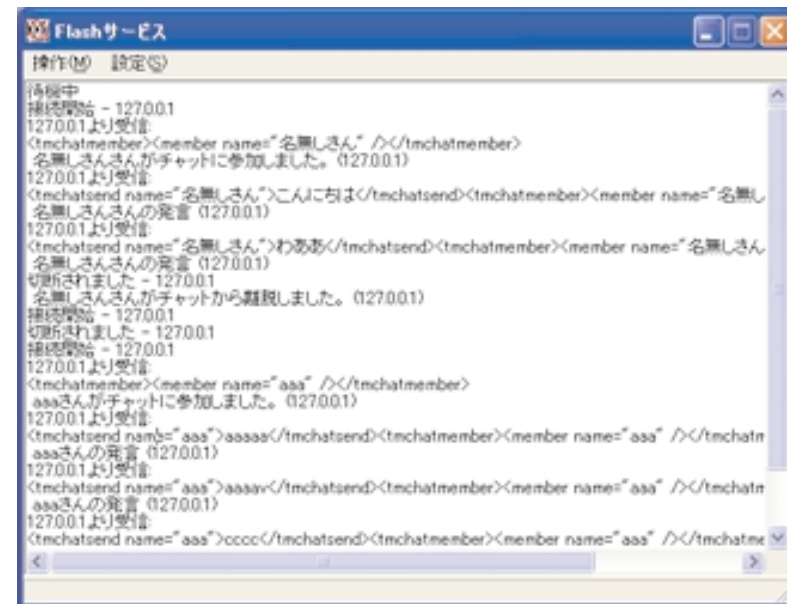 Flashサービス
操作(M) 設定(S)
待機中
接続開始 - 127.0.0.1
127.0.0.1より受信:
<tmchatmember><member name="名無しさん" /></tmchatmember>
名無しさんさんがチャットに参加しました。(127.0.0.1)
127.0.0.1より受信:
<tmchatsend name="名無しさん">こんにちは</tmchatsend><tmchatmember><member name="名無し
名無しさんさんの発言 (127.0.0.1)
127.0.0.1より受信:
<tmchatsend name="名無しさん">わああ</tmchatsend><tmchatmember><member name="名無しさん
名無しさんさんの発言 (127.0.0.1)
切断されました - 127.0.0.1
名無しさんさんがチャットから離脱しました。(127.0.0.1)
接続開始 - 127.0.0.1
切断されました - 127.0.0.1
接続開始 - 127.0.0.1
127.0.0.1より受信:
<tmchatmember><member name="aaa" /></tmchatmember>
aaaさんがチャットに参加しました。(127.0.0.1)
127.0.0.1より受信:
<tmchatsend name="aaa">aaaaa</tmchatsend><tmchatmember><member name="aaa" /></tmchatm
aaaさんの発言 (127.0.0.1)
127.0.0.1より受信:
<tmchatsend name="aaa">aaaav</tmchatsend><tmchatmember><member name="aaa" /></tmchatm
aaaさんの発言 (127.0.0.1)
127.0.0.1より受信:
<tmchatsend name="aaa">cccc</tmchatsend><tmchatmember><member name="aaa" /></tmchatme